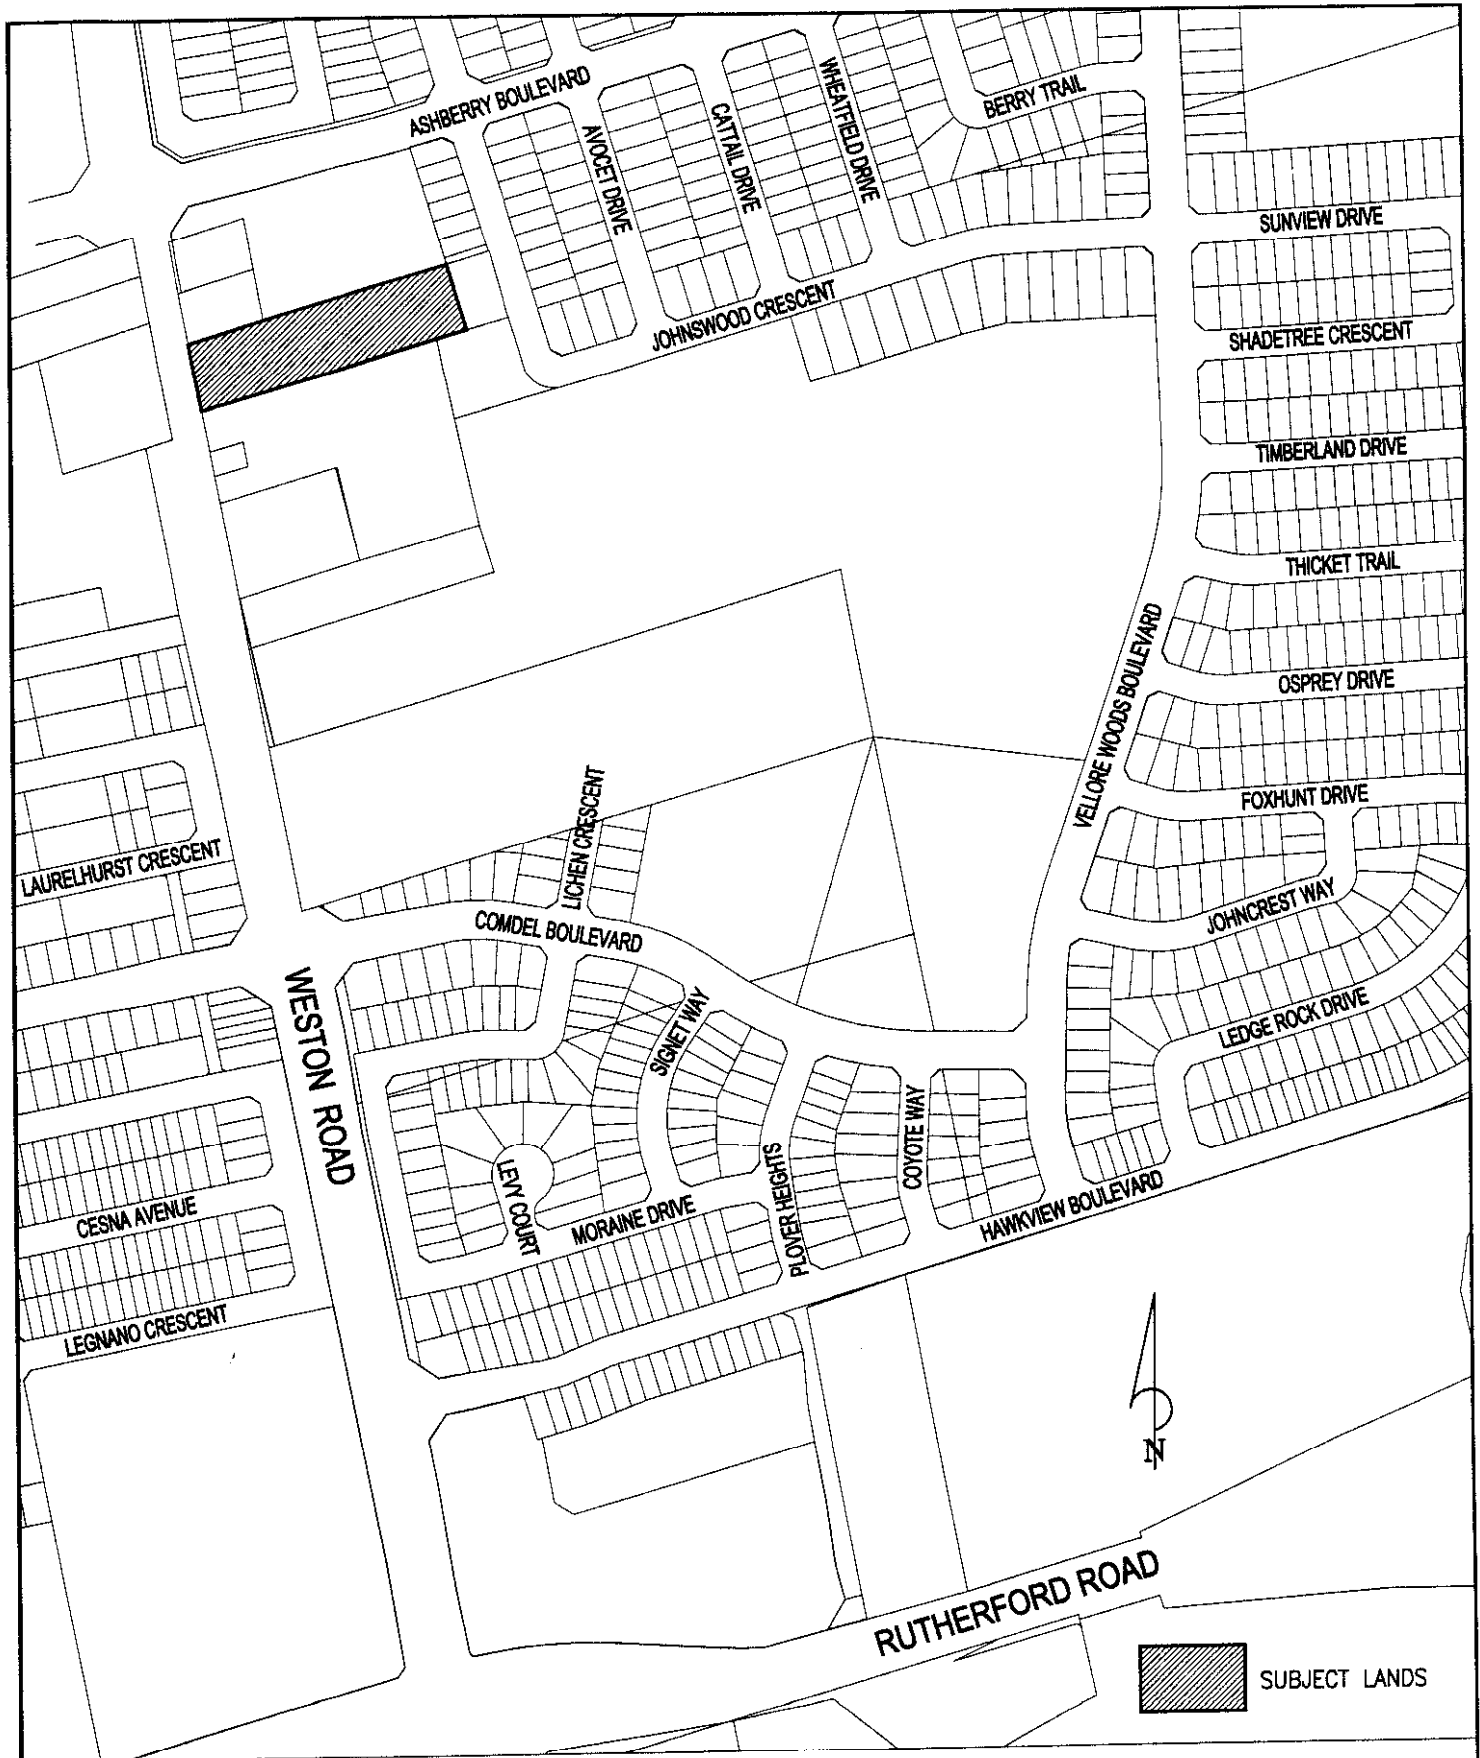 ASHBERRY BOULEVARD
AVOCET DRIVE
CATTAIL DRIVE
WHEATFIELD DRIVE
BERRY TRAIL
SUNVIEW DRIVE
JOHNSWOOD CRESCENT
SHADETREE CRESCENT
TIMBERLAND DRIVE
THICKET TRAIL
VELLORE WOODS BOULEVARD
OSPREY DRIVE
FOXHUNT DRIVE
LICHEN CRESCENT
LAURELHURST CRESCENT
COMDEL BOULEVARD
JOHNCREST WAY
WESTON ROAD
SIGNET WAY
LEDGE ROCK DRIVE
COYOTE WAY
LEVY COURT
PLOVER HEIGHTS
CESNA AVENUE
MORAINE DRIVE
HAWKVIEW BOULEVARD
LEGNANO CRESCENT
N
RUTHERFORD ROAD
SUBJECT LANDS